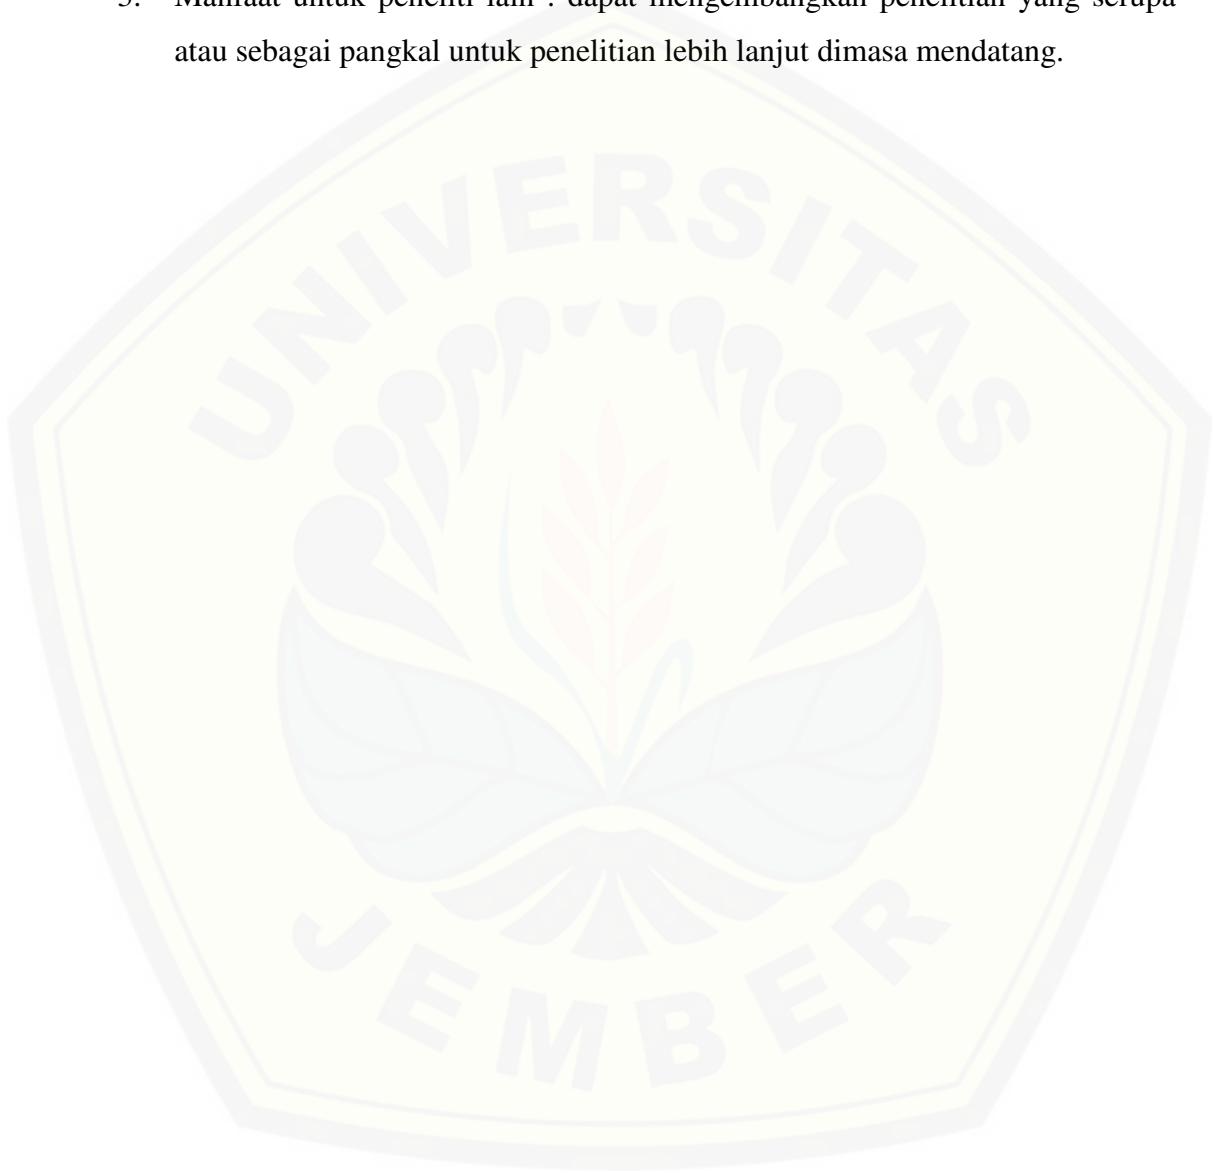 Manfaat untuk peneliti lain : dapat mengembangkan penelitian yang serupa
atau sebagai pangkal untuk penelitian lebih lanjut dimasa mendatang.
UNIVERSITAS
JEMBER